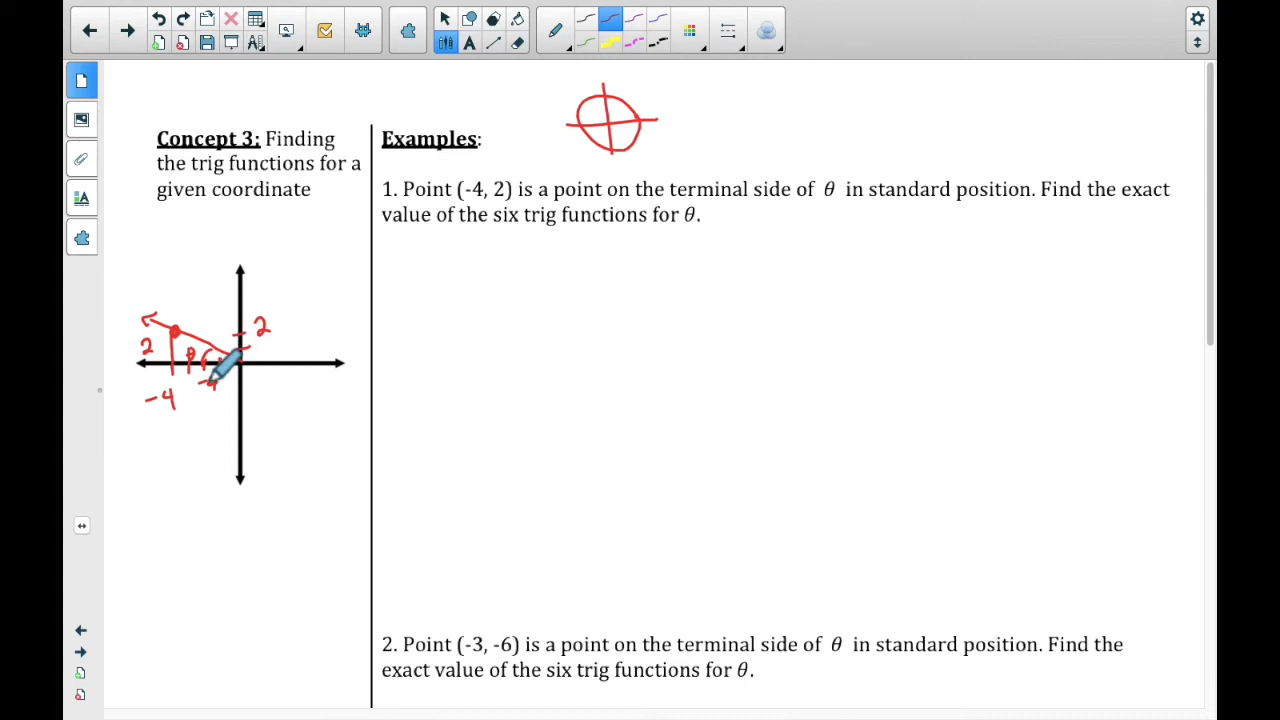 Concept 3: Finding
the trig functions for a
given coordinate
Examples:
1. Point (-4, 2) is a point on the terminal side of θ in standard position. Find the exact
value of the six trig functions for θ.
2
2
θ
-4
-4
2. Point (-3, -6) is a point on the terminal side of θ in standard position. Find the
exact value of the six trig functions for θ.